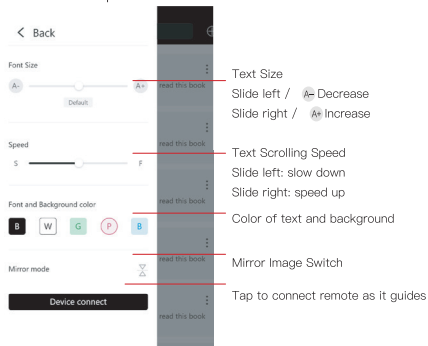 Back
Font Size
A- A+
Default
read this book
Text Size
Slide left / A- Decrease
Slide right / A+ Increase
Speed
S F
read this book
Text Scrolling Speed
Slide left: slow down
Slide right: speed up
Font and Background color
B W G P B
read this book
Color of text and background
Mirror mode
read this book
Mirror Image Switch
Device connect
read this book
Tap to connect remote as it guides